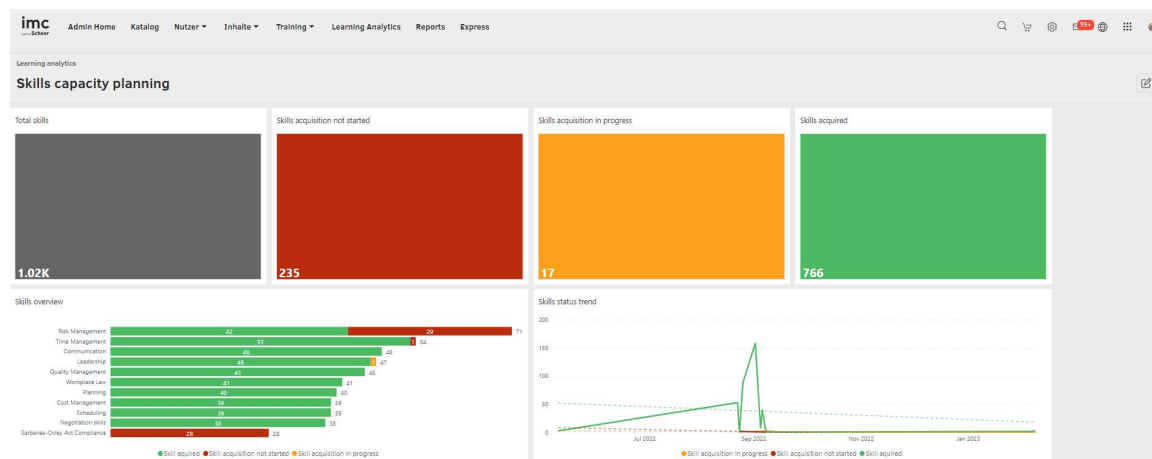 imc
Scheer
Admin Home Katalog Nutzer Inhalte Training Learning Analytics Reports Express
99+
Learning analytics
Skills capacity planning
Total skills
Skills acquisition not started
Skills acquisition in progress
Skills acquired
1.02K
235
17
766
Skills overview
Risk Management 42 29 71
Time Management 53 1 54
Communication 48 48
Leadership 46 1 47
Quality Management 45 45
Workplace Law 41 41
Planning 40 40
Cost Management 39 39
Scheduling 39 39
Negotiation skills 38 38
Sarbanes-Oxley Act Compliance 28 28
Skill aquired Skill acquisition not started Skill acquisition in progress
Skills status trend
200
150
100
50
0
Jul 2022 Sep 2022 Nov 2022 Jan 2023
Skill acquisition in progress Skill acquisition not started Skill aquired